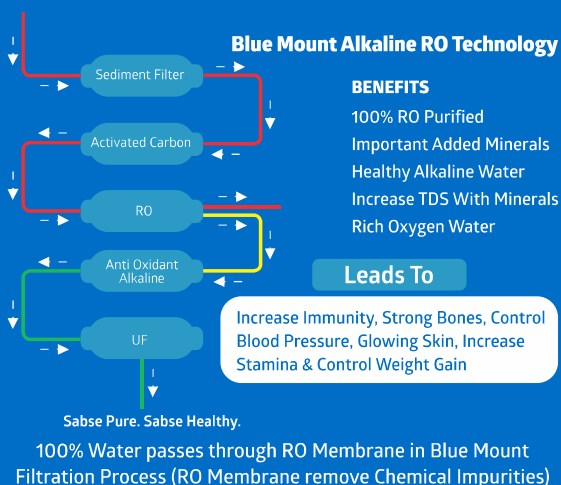 Blue Mount Alkaline RO Technology
Sediment Filter
Activated Carbon
RO
Anti Oxidant
Alkaline
UF
BENEFITS
100% RO Purified
Important Added Minerals
Healthy Alkaline Water
Increase TDS With Minerals
Rich Oxygen Water
Leads To
Increase Immunity, Strong Bones, Control
Blood Pressure, Glowing Skin, Increase
Stamina & Control Weight Gain
Sabse Pure. Sabse Healthy.
100% Water passes through RO Membrane in Blue Mount
Filtration Process (RO Membrane remove Chemical Impurities)